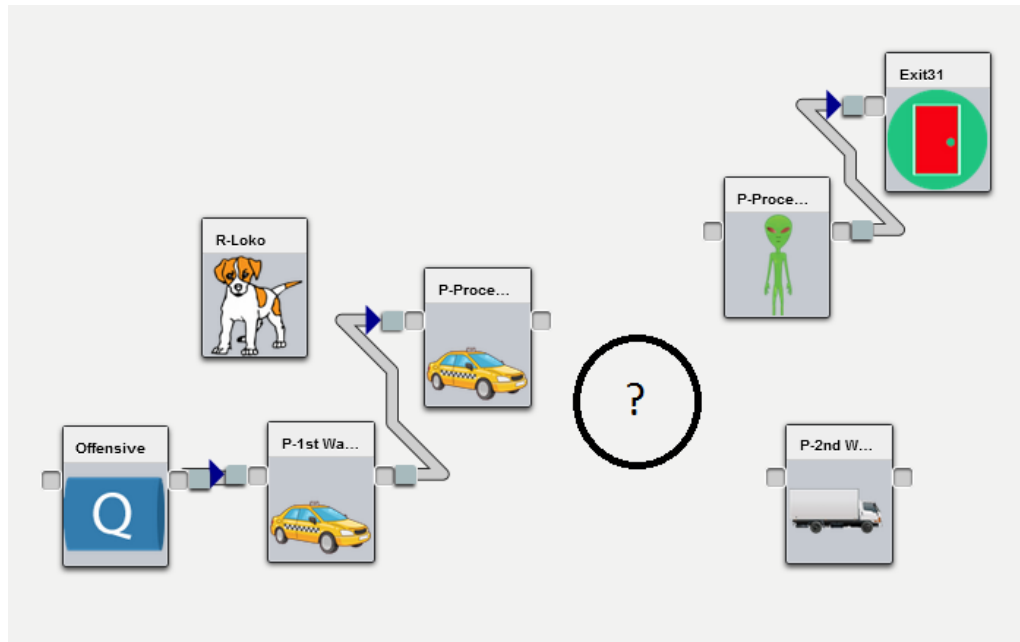 Exit31
P-Proce...
R-Loko
P-Proce...
?
Offensive
Q
P-1st Wa...
P-2nd W...